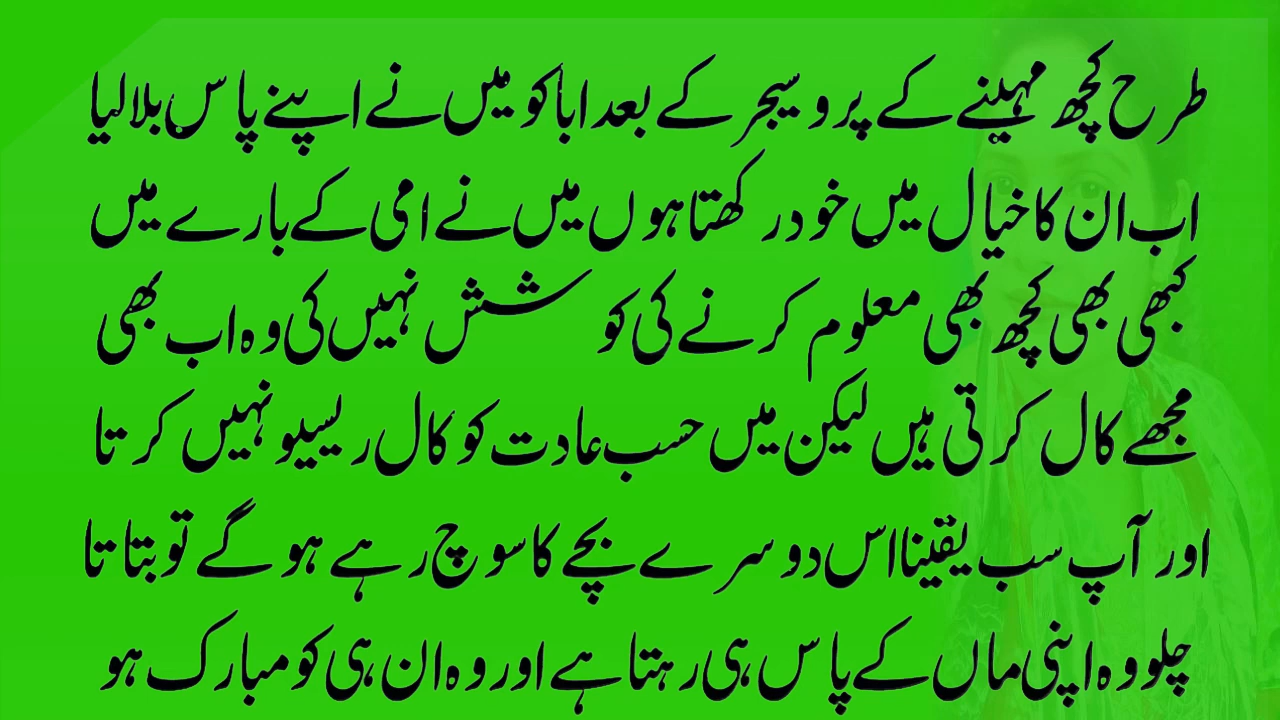 طرح کچھ مہینے کے پروسیجر کے بعد ابا کو میں نے اپنے پاس بلا لیا
اب ان کا خیال میں خود رکھتا ہوں میں نے امی کے بارے میں
کبھی بھی کچھ بھی معلوم کرنے کی کوشش نہیں کی وہ اب بھی
مجھے کال کرتی ہیں لیکن میں حسب عادت کو کال ریسیو نہیں کرتا
اور آپ سب یقینا اس دوسرے بچے کا سوچ رہے ہو گے تو بتاتا
چلو وہ اپنی ماں کے پاس ہی رہتا ہے اور وہ ان ہی کو مبارک ہو